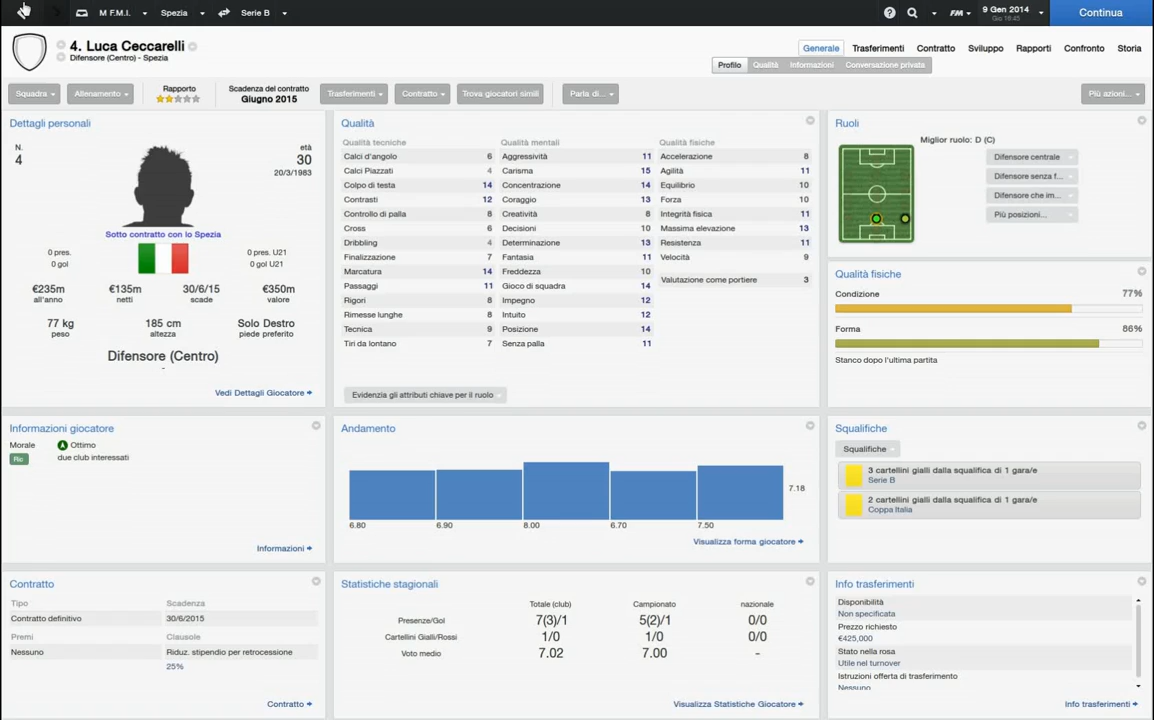 M F.M.I.
Spezia
Serie B
FM
9 Gen 2014
Gio 18:45
Continua
4. Luca Ceccarelli
Difensore (Centro) - Spezia
Generale Trasferimenti Contratto Sviluppo Rapporti Confronto Storia
Profilo Qualità Informazioni Conversazione privata
Squadra
Allenamento
Rapporto
Scadenza del contratto
Giugno 2015
Trasferimenti
Contratto
Trova giocatori simili
Parla di...
Più azioni...
Dettagli personali
N.
4
età
30
20/3/1983
Sotto contratto con lo Spezia
0 pres.
0 gol
0 pres. U21
0 gol U21
€235m
all'anno
€135m
netti
30/6/15
scade
€350m
valore
77 kg
peso
185 cm
altezza
Solo Destro
piede preferito
Difensore (Centro)
-
Vedi Dettagli Giocatore
Qualità
Qualità tecniche Qualità mentali Qualità fisiche
Calci d'angolo 6 Aggressività 11 Accelerazione 8
Calci Piazzati 4 Carisma 15 Agilità 11
Colpo di testa 14 Concentrazione 14 Equilibrio 10
Contrasti 12 Coraggio 13 Forza 10
Controllo di palla 8 Creatività 8 Integrità fisica 11
Cross 6 Decisioni 10 Massima elevazione 13
Dribbling 4 Determinazione 13 Resistenza 11
Finalizzazione 7 Fantasia 11 Velocità 9
Marcatura 14 Freddezza 10
Passaggi 11 Gioco di squadra 14 Valutazione come portiere 3
Rigori 8 Impegno 12
Rimesse lunghe 8 Intuito 12
Tecnica 9 Posizione 14
Tiri da lontano 7 Senza palla 11
Evidenzia gli attributi chiave per il ruolo
Ruoli
Miglior ruolo: D (C)
Difensore centrale
Difensore senza f...
Difensore che im...
Più posizioni...
Qualità fisiche
Condizione 77%
Forma 86%
Stanco dopo l'ultima partita
Informazioni giocatore
Morale Ottimo
Ric due club interessati
Informazioni
Andamento
7.18
6.80 6.90 8.00 6.70 7.50
Visualizza forma giocatore
Squalifiche
Squalifiche
3 cartellini gialli dalla squalifica di 1 gara/e
Serie B
2 cartellini gialli dalla squalifica di 1 gara/e
Coppa Italia
Contratto
Tipo Scadenza
Contratto definitivo 30/6/2015
Premi Clausole
Nessuno Riduz. stipendio per retrocessione
25%
Contratto
Statistiche stagionali
Totale (club) Campionato nazionale
Presenze/Gol 7(3)/1 5(2)/1 0/0
Cartellini Gialli/Rossi 1/0 1/0 0/0
Voto medio 7.02 7.00 -
Visualizza Statistiche Giocatore
Info trasferimenti
Disponibilità
Non specificata
Prezzo richiesto
€425,000
Stato nella rosa
Utile nel turnover
Istruzioni offerta di trasferimento
Nessuno
Info trasferimenti